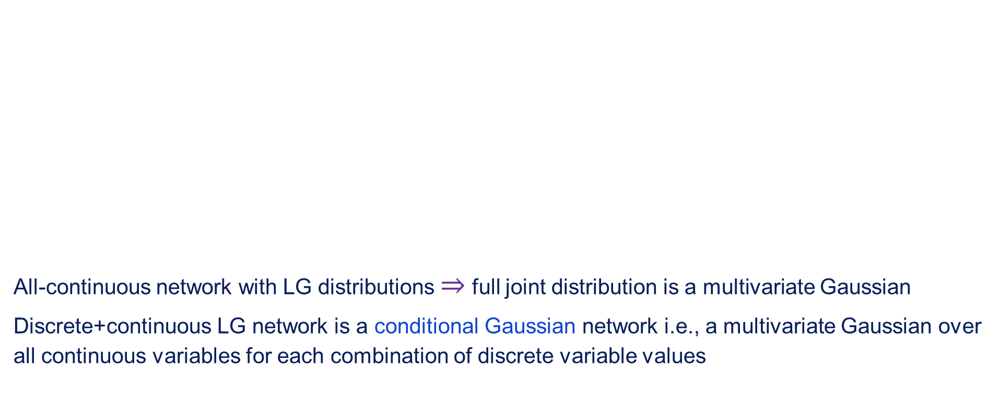 All-continuous network with LG distributions ⇒ full joint distribution is a multivariate Gaussian
Discrete+continuous LG network is a conditional Gaussian network i.e., a multivariate Gaussian over
all continuous variables for each combination of discrete variable values